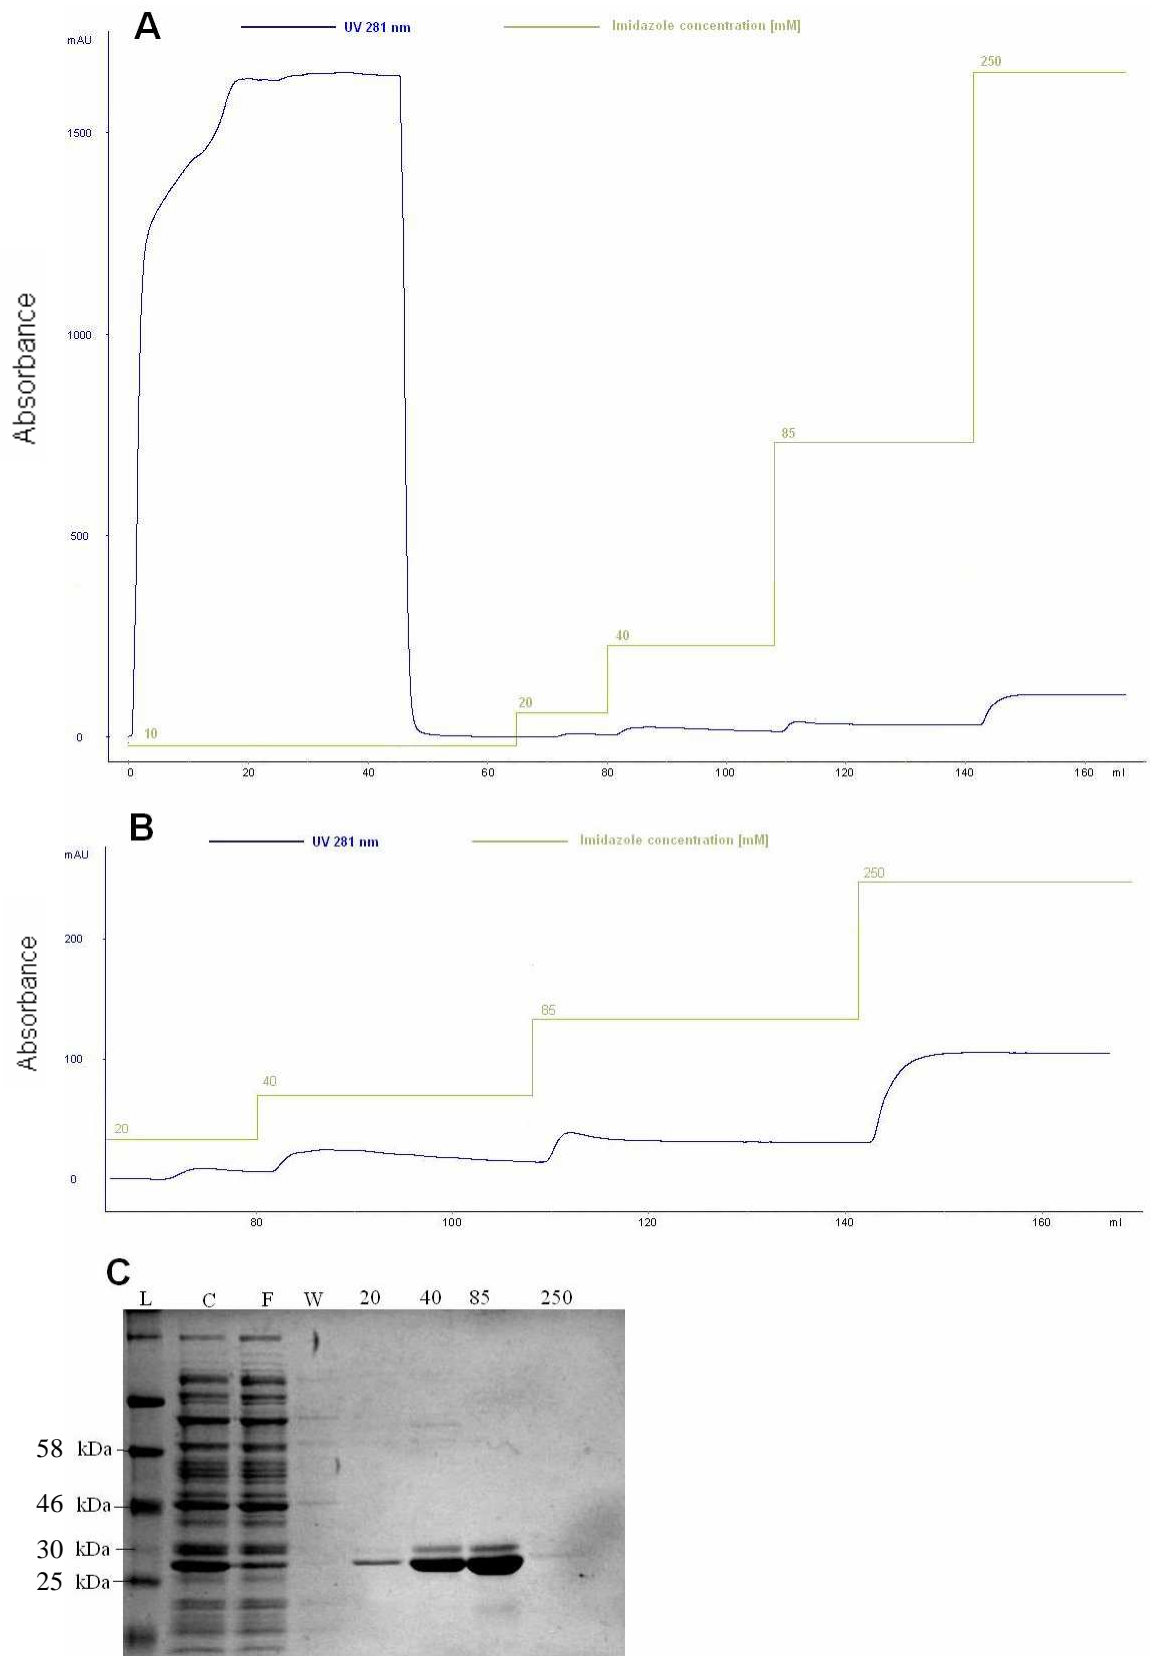 A
UV 281 nm
Imidazole concentration [mM]
mAU
250
1500
Absorbance
1000
85
500
40
20
10
0
0 20 40 60 80 100 120 140 160 ml
B
UV 281 nm
Imidazole concentration [mM]
mAU
250
200
Absorbance
85
100
40
20
0
80 100 120 140 160 ml
C
L C F W 20 40 85 250
58 kDa
46 kDa
30 kDa
25 kDa